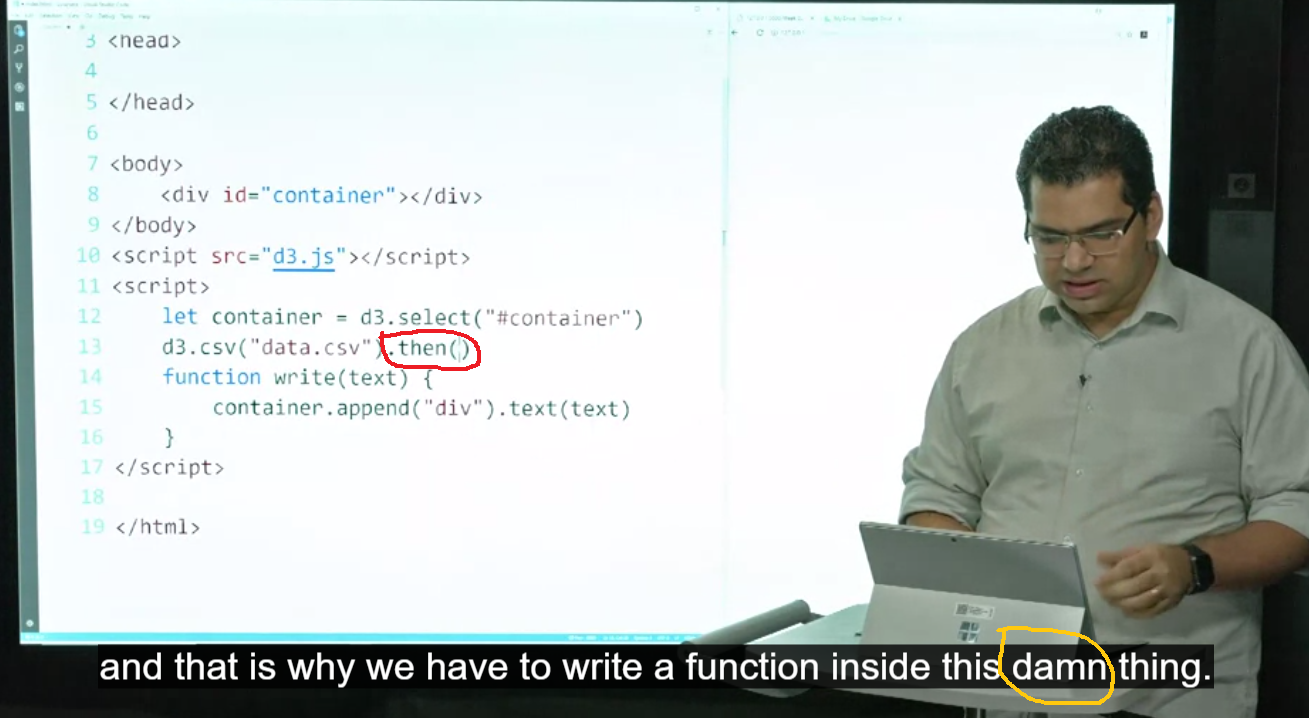 3 <head>
4
5 </head>
6
7 <body>
8 <div id="container"></div>
9 </body>
10 <script src="d3.js"></script>
11 <script>
12 let container = d3.select("#container")
13 d3.csv("data.csv").then()
14 function write(text) {
15 container.append("div").text(text)
16 }
17 </script>
18
19 </html>
and that is why we have to write a function inside this damn thing.